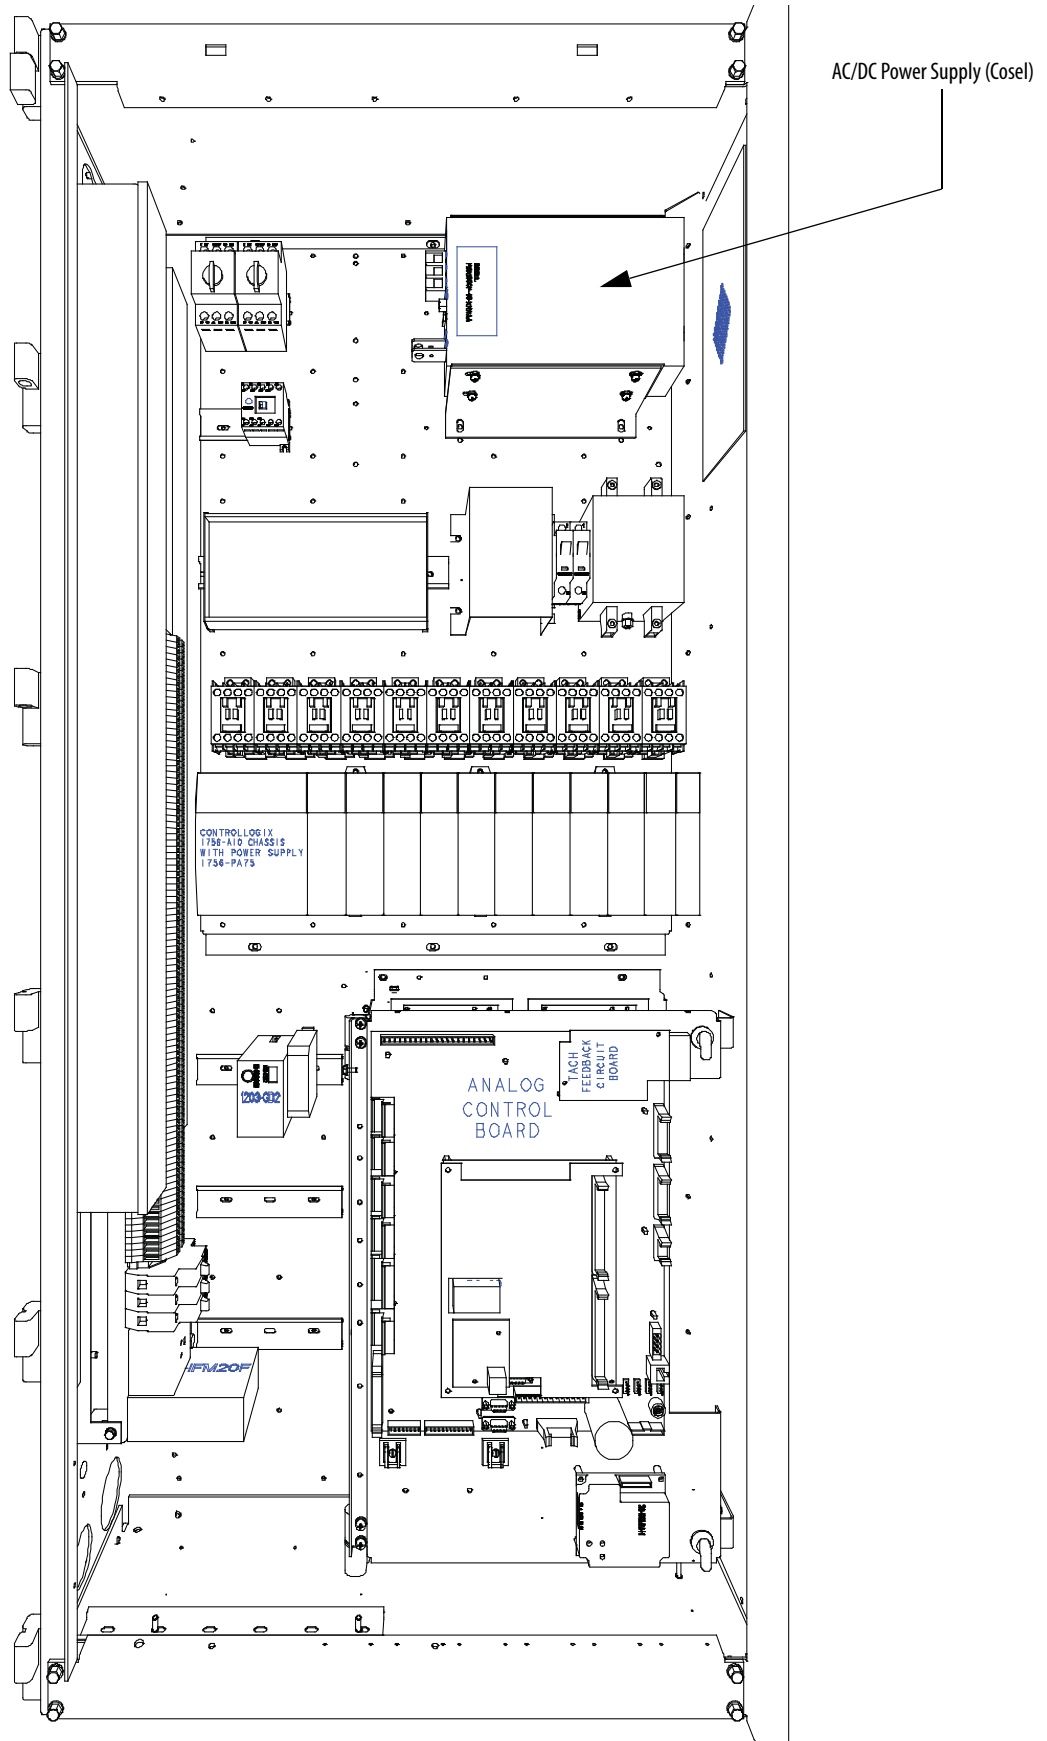 AC/DC Power Supply (Cosel)
CONTROLLOGIX
1756-A10 CHASSIS
WITH POWER SUPPLY
1756-PA75
TACH
FEEDBACK
CIRCUIT
BOARD
ANALOG
CONTROL
BOARD
1203-GD2
HFM20F